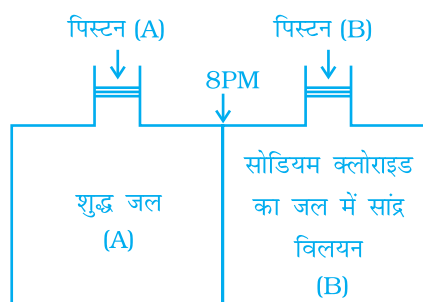 पिस्टन (A)
पिस्टन (B)
8PM
शुद्ध जल
(A)
सोडियम क्लोराइड
का जल में सांद्र
विलयन
(B)